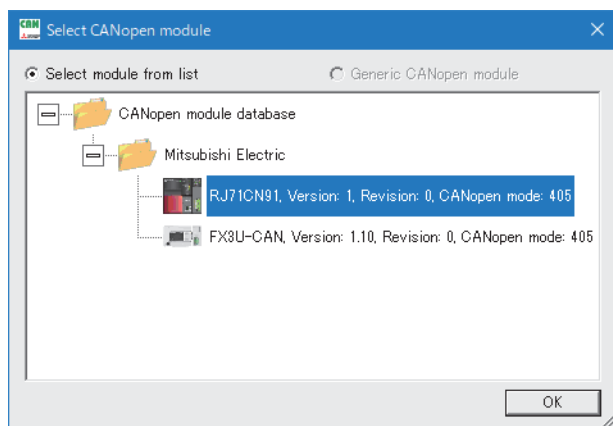 CAN
Select CANopen module
Select module from list
Generic CANopen module
CANopen module database
Mitsubishi Electric
RJ71CN91, Version: 1, Revision: 0, CANopen mode: 405
FX3U-CAN, Version: 1.10, Revision: 0, CANopen mode: 405
OK